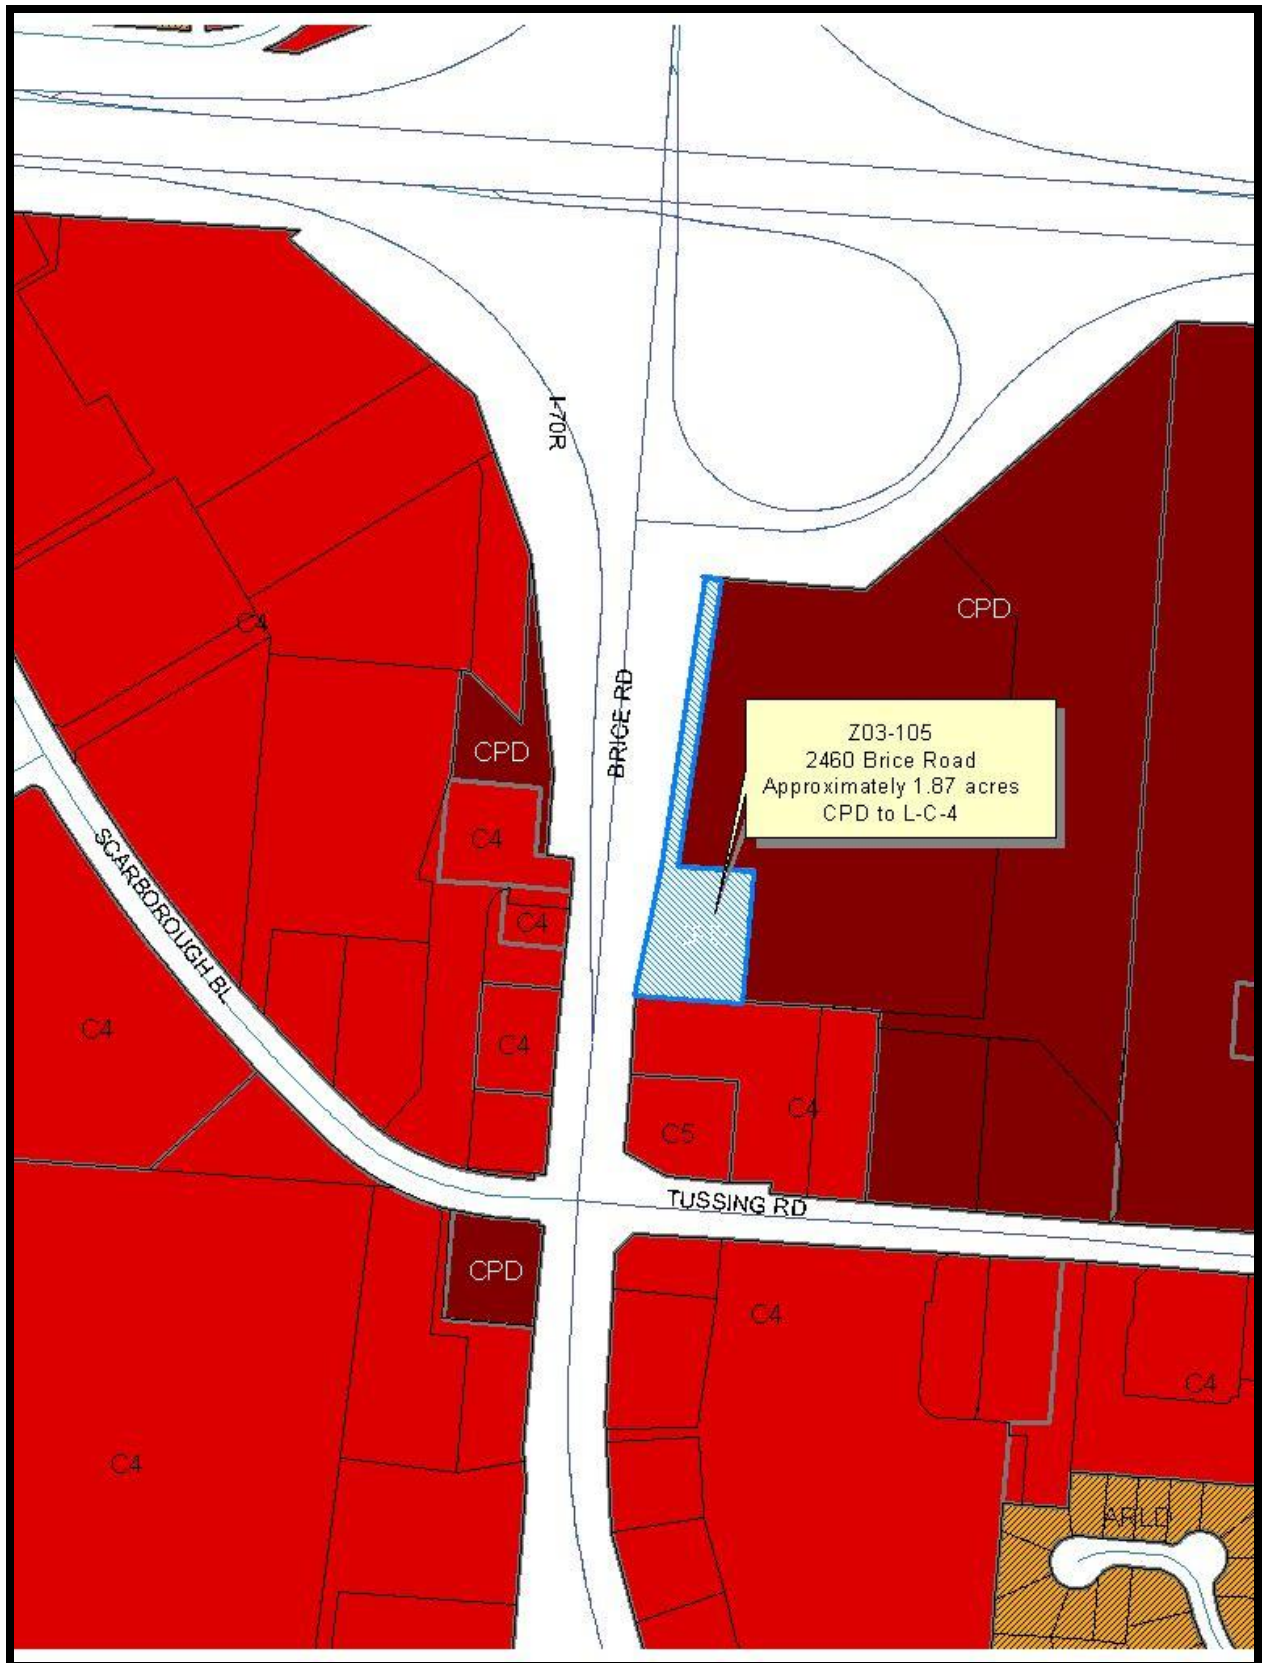 I-70R
CPD
C4
BRICE RD
Z03-105
2460 Brice Road
Approximately 1.87 acres
CPD to L-C-4
CPD
C4
SCARBOROUGH BL
C4
C4
C4
C4
C5
TUSSING RD
CPD
C4
C4
C4
ARLD